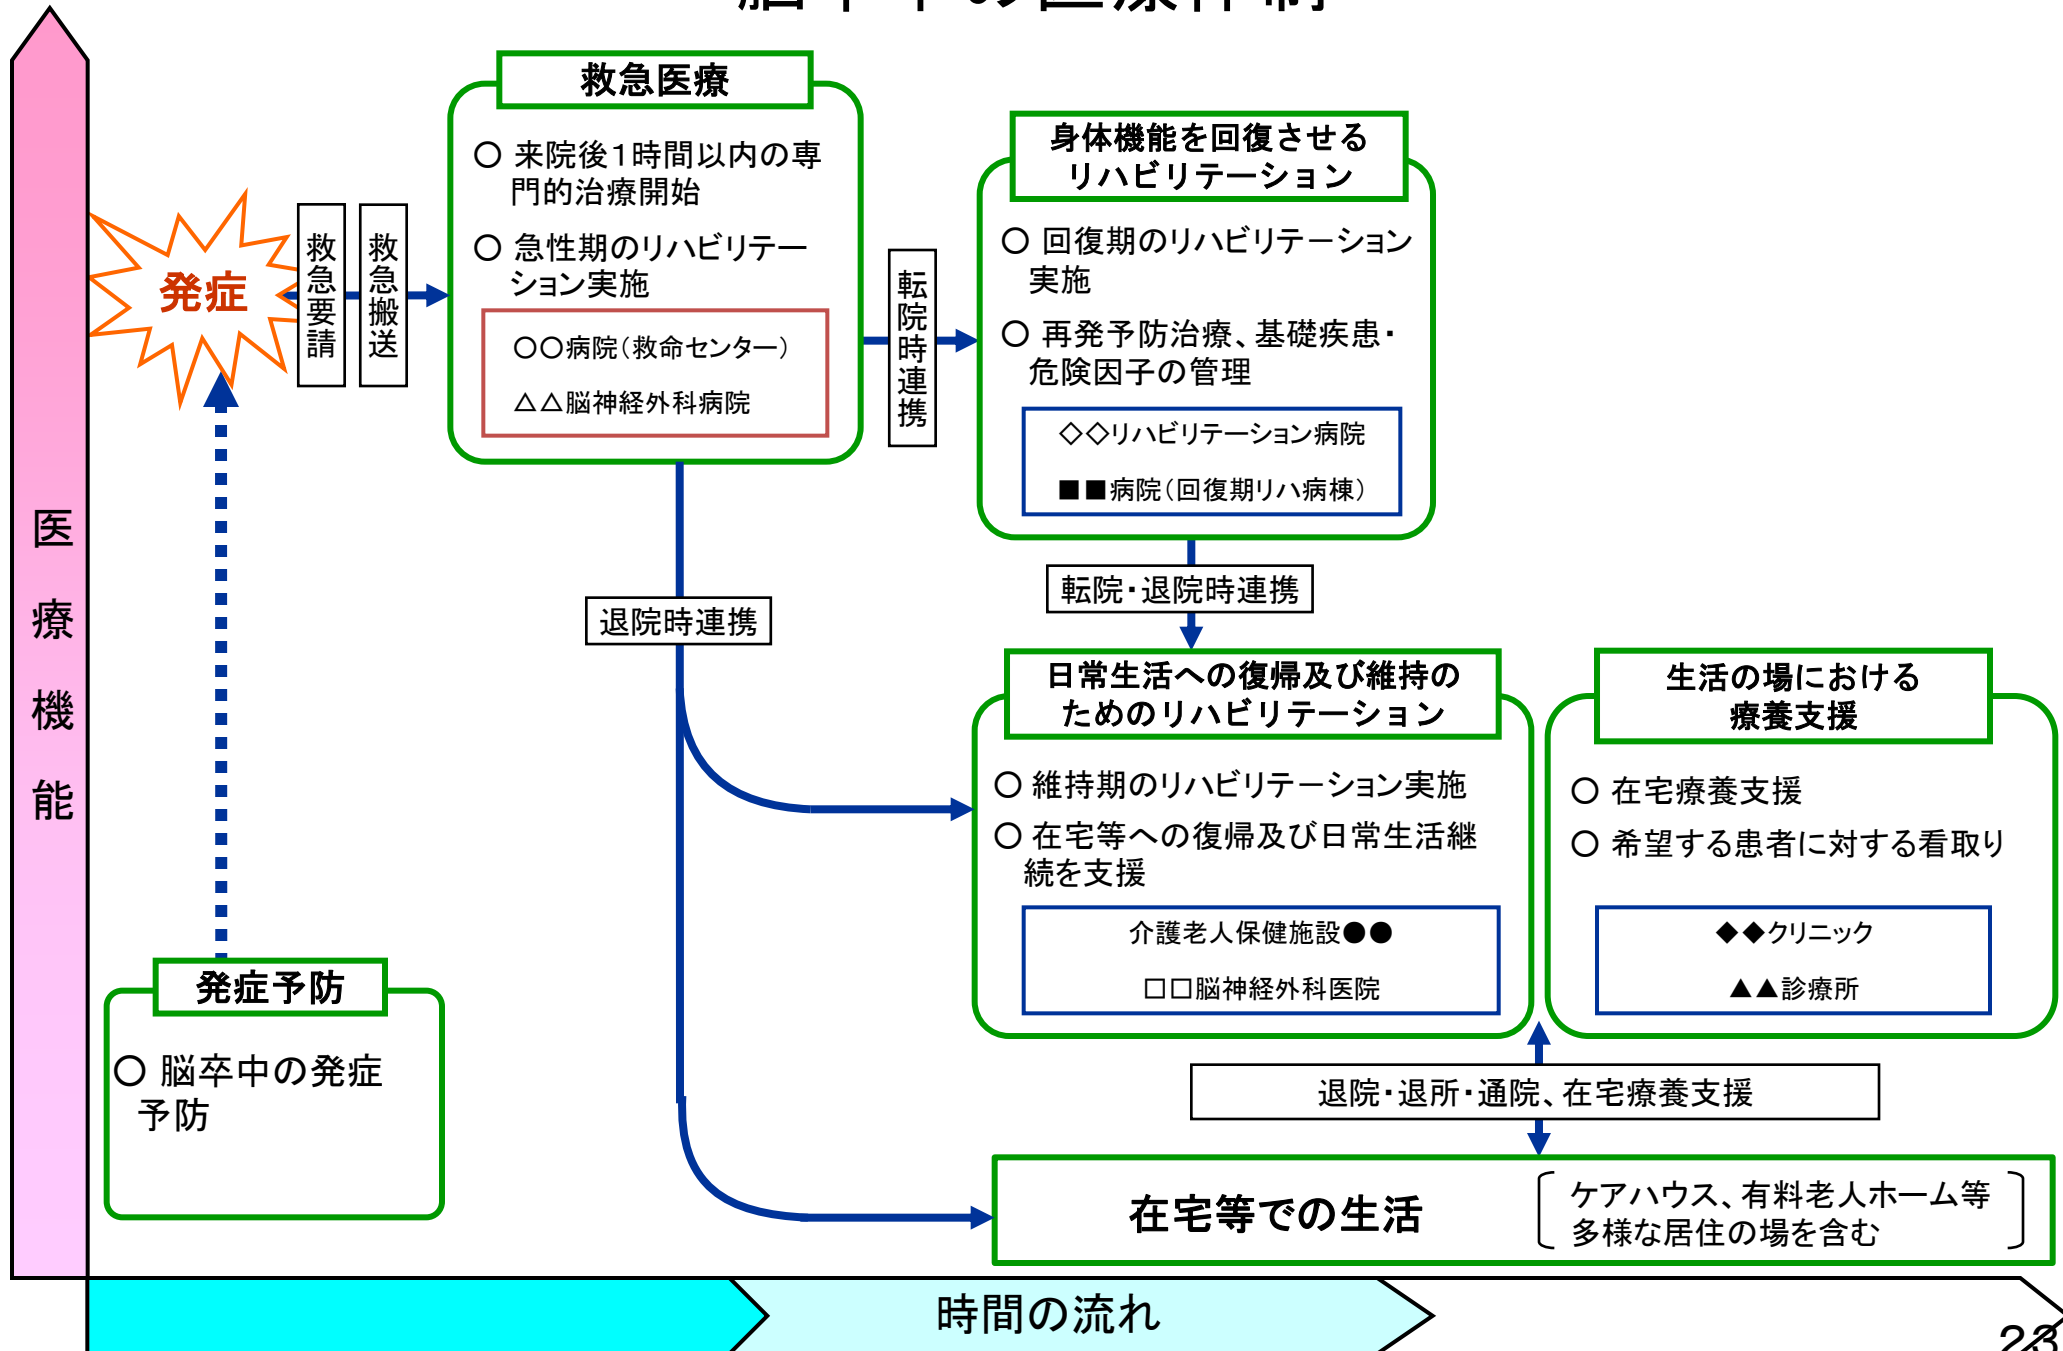 脳卒中の医療体制
救急医療
○ 来院後１時間以内の専
門的治療開始
○ 急性期のリハビリテー
ション実施
○○病院（救命センター）
△△脳神経外科病院
身体機能を回復させる
リハビリテーション
○ 回復期のリハビリテーション
実施
○ 再発予防治療、基礎疾患・
危険因子の管理
◇◇リハビリテーション病院
■■病院（回復期リハ病棟）
発症
救急要請
救急搬送
転院時連携
医療機能
転院・退院時連携
退院時連携
日常生活への復帰及び維持の
ためのリハビリテーション
○ 維持期のリハビリテーション実施
○ 在宅等への復帰及び日常生活継
続を支援
介護老人保健施設●●
□□脳神経外科医院
生活の場における
療養支援
○ 在宅療養支援
○ 希望する患者に対する看取り
◆◆クリニック
▲▲診療所
発症予防
○ 脳卒中の発症
予防
退院・退所・通院、在宅療養支援
在宅等での生活
ケアハウス、有料老人ホーム等
多様な居住の場を含む
時間の流れ
23